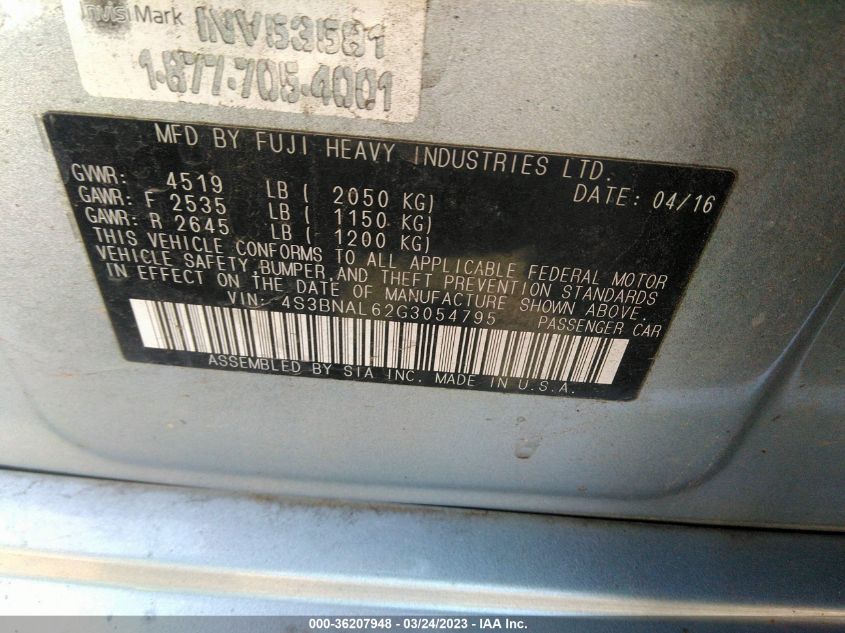 InvisiMark INV53581
1-877-705-4001
MFD BY FUJI HEAVY INDUSTRIES LTD.
DATE: 04/16
GVWR: 4519 LB ( 2050 KG)
GAWR: F 2535 LB ( 1150 KG)
GAWR: R 2645 LB ( 1200 KG)
THIS VEHICLE CONFORMS TO ALL APPLICABLE FEDERAL MOTOR
VEHICLE SAFETY, BUMPER, AND THEFT PREVENTION STANDARDS
IN EFFECT ON THE DATE OF MANUFACTURE SHOWN ABOVE.
VIN: 4S3BNAL62G3054795 PASSENGER CAR
ASSEMBLED BY SIA INC. MADE IN U.S.A.
000-36207948 - 03/24/2023 - IAA Inc.